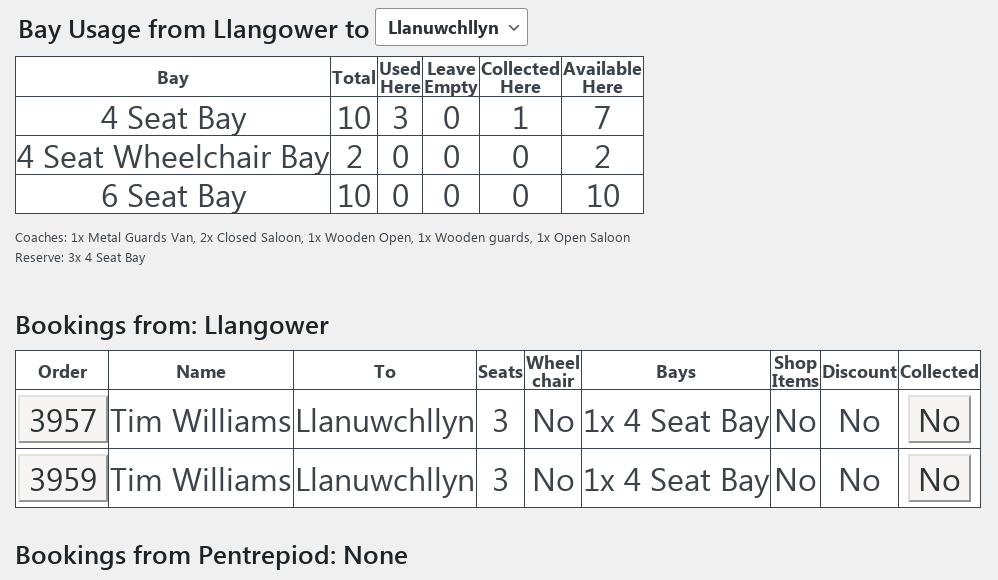 Bay Usage from Llangower to Llanuwchllyn
Bay Total Used Here Leave Empty Collected Here Available Here
4 Seat Bay 10 3 0 1 7
4 Seat Wheelchair Bay 2 0 0 0 2
6 Seat Bay 10 0 0 0 10
Coaches: 1x Metal Guards Van, 2x Closed Saloon, 1x Wooden Open, 1x Wooden guards, 1x Open Saloon
Reserve: 3x 4 Seat Bay
Bookings from: Llangower
Order Name To Seats Wheel chair Bays Shop Items Discount Collected
3957 Tim Williams Llanuwchllyn 3 No 1x 4 Seat Bay No No No
3959 Tim Williams Llanuwchllyn 3 No 1x 4 Seat Bay No No No
Bookings from Pentrepiod: None